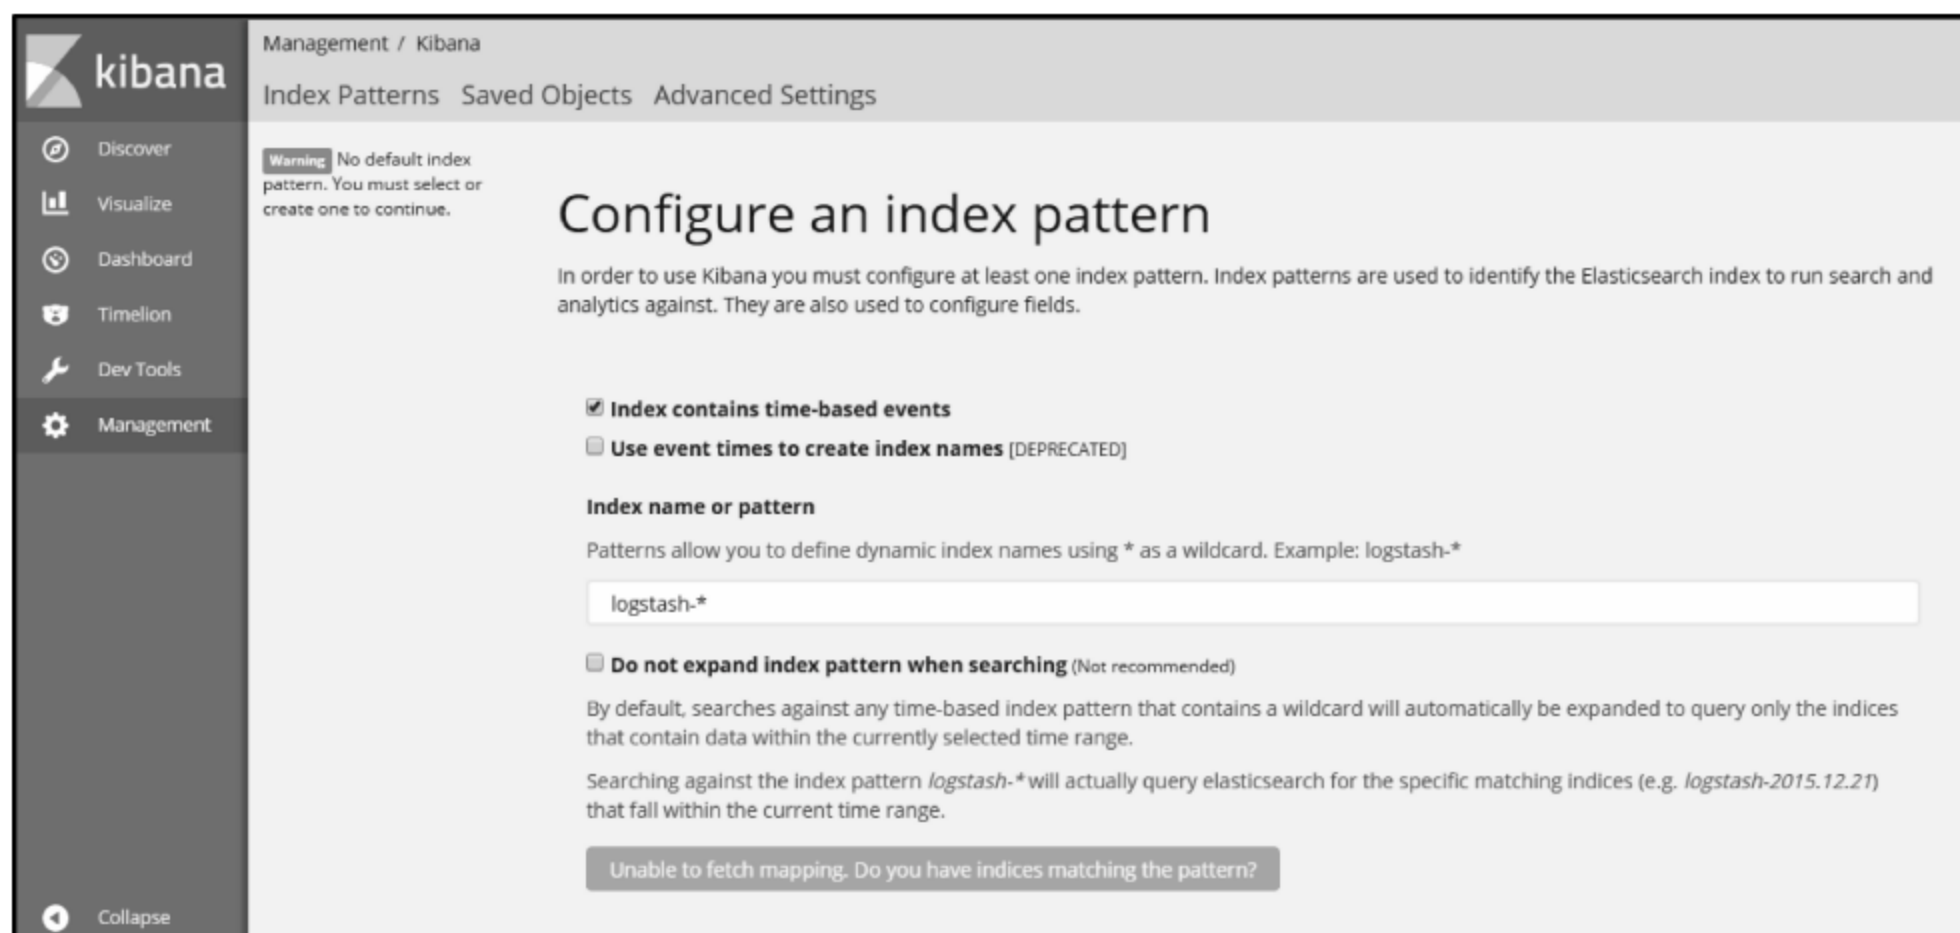 kibana
Management / Kibana
Index Patterns Saved Objects Advanced Settings
Discover
Visualize
Dashboard
Timelion
Dev Tools
Management
Collapse
Warning No default index
pattern. You must select or
create one to continue.
Configure an index pattern
In order to use Kibana you must configure at least one index pattern. Index patterns are used to identify the Elasticsearch index to run search and
analytics against. They are also used to configure fields.
Index contains time-based events
Use event times to create index names [DEPRECATED]
Index name or pattern
Patterns allow you to define dynamic index names using * as a wildcard. Example: logstash-*
logstash-*
Do not expand index pattern when searching (Not recommended)
By default, searches against any time-based index pattern that contains a wildcard will automatically be expanded to query only the indices
that contain data within the currently selected time range.
Searching against the index pattern logstash-* will actually query elasticsearch for the specific matching indices (e.g. logstash-2015.12.21)
that fall within the current time range.
Unable to fetch mapping. Do you have indices matching the pattern?